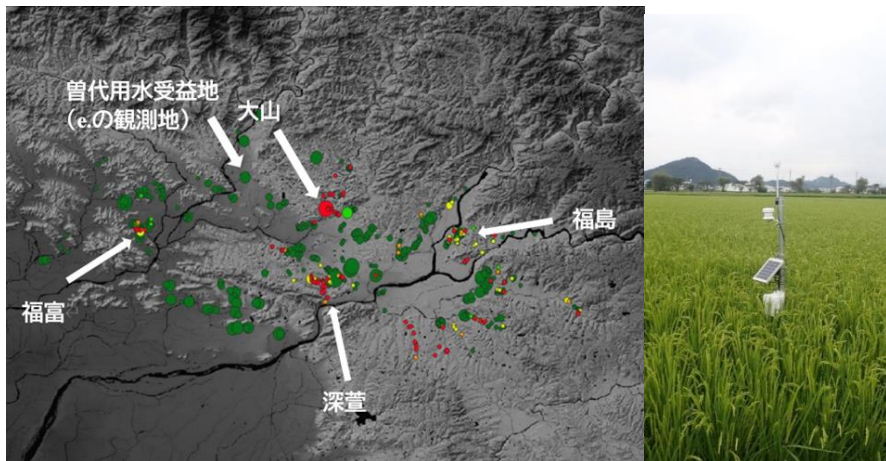 曽代用水受益地
（e.の観測地）
大山
福島
福富
深萱